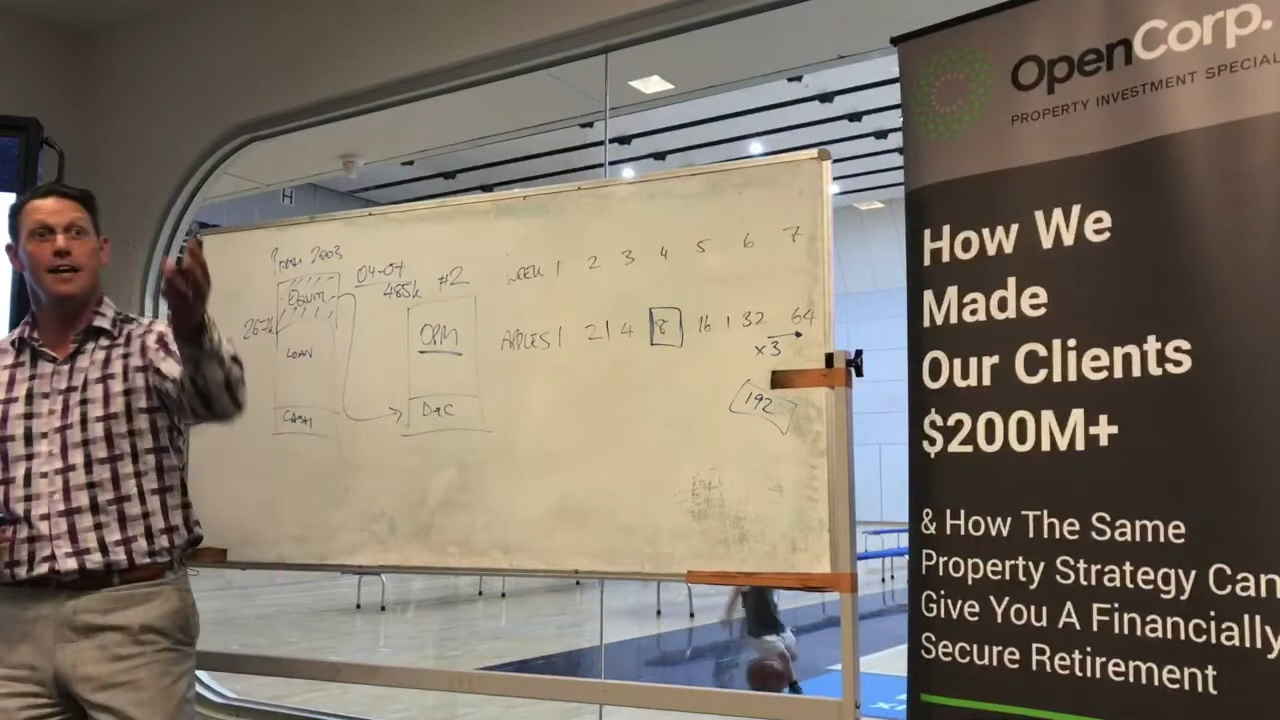 H
2003
04-07
485k
#2
267k
EQUITY
LOAN
CASH
OPM
D+C
WEEK 1 2 3 4 5 6 7
APPLES 1 2 4 8 16 32 64
x3
192
OpenCorp.
PROPERTY INVESTMENT SPECIAL
How We
Made
Our Clients
$200M+
& How The Same
Property Strategy Can
Give You A Financially
Secure Retirement